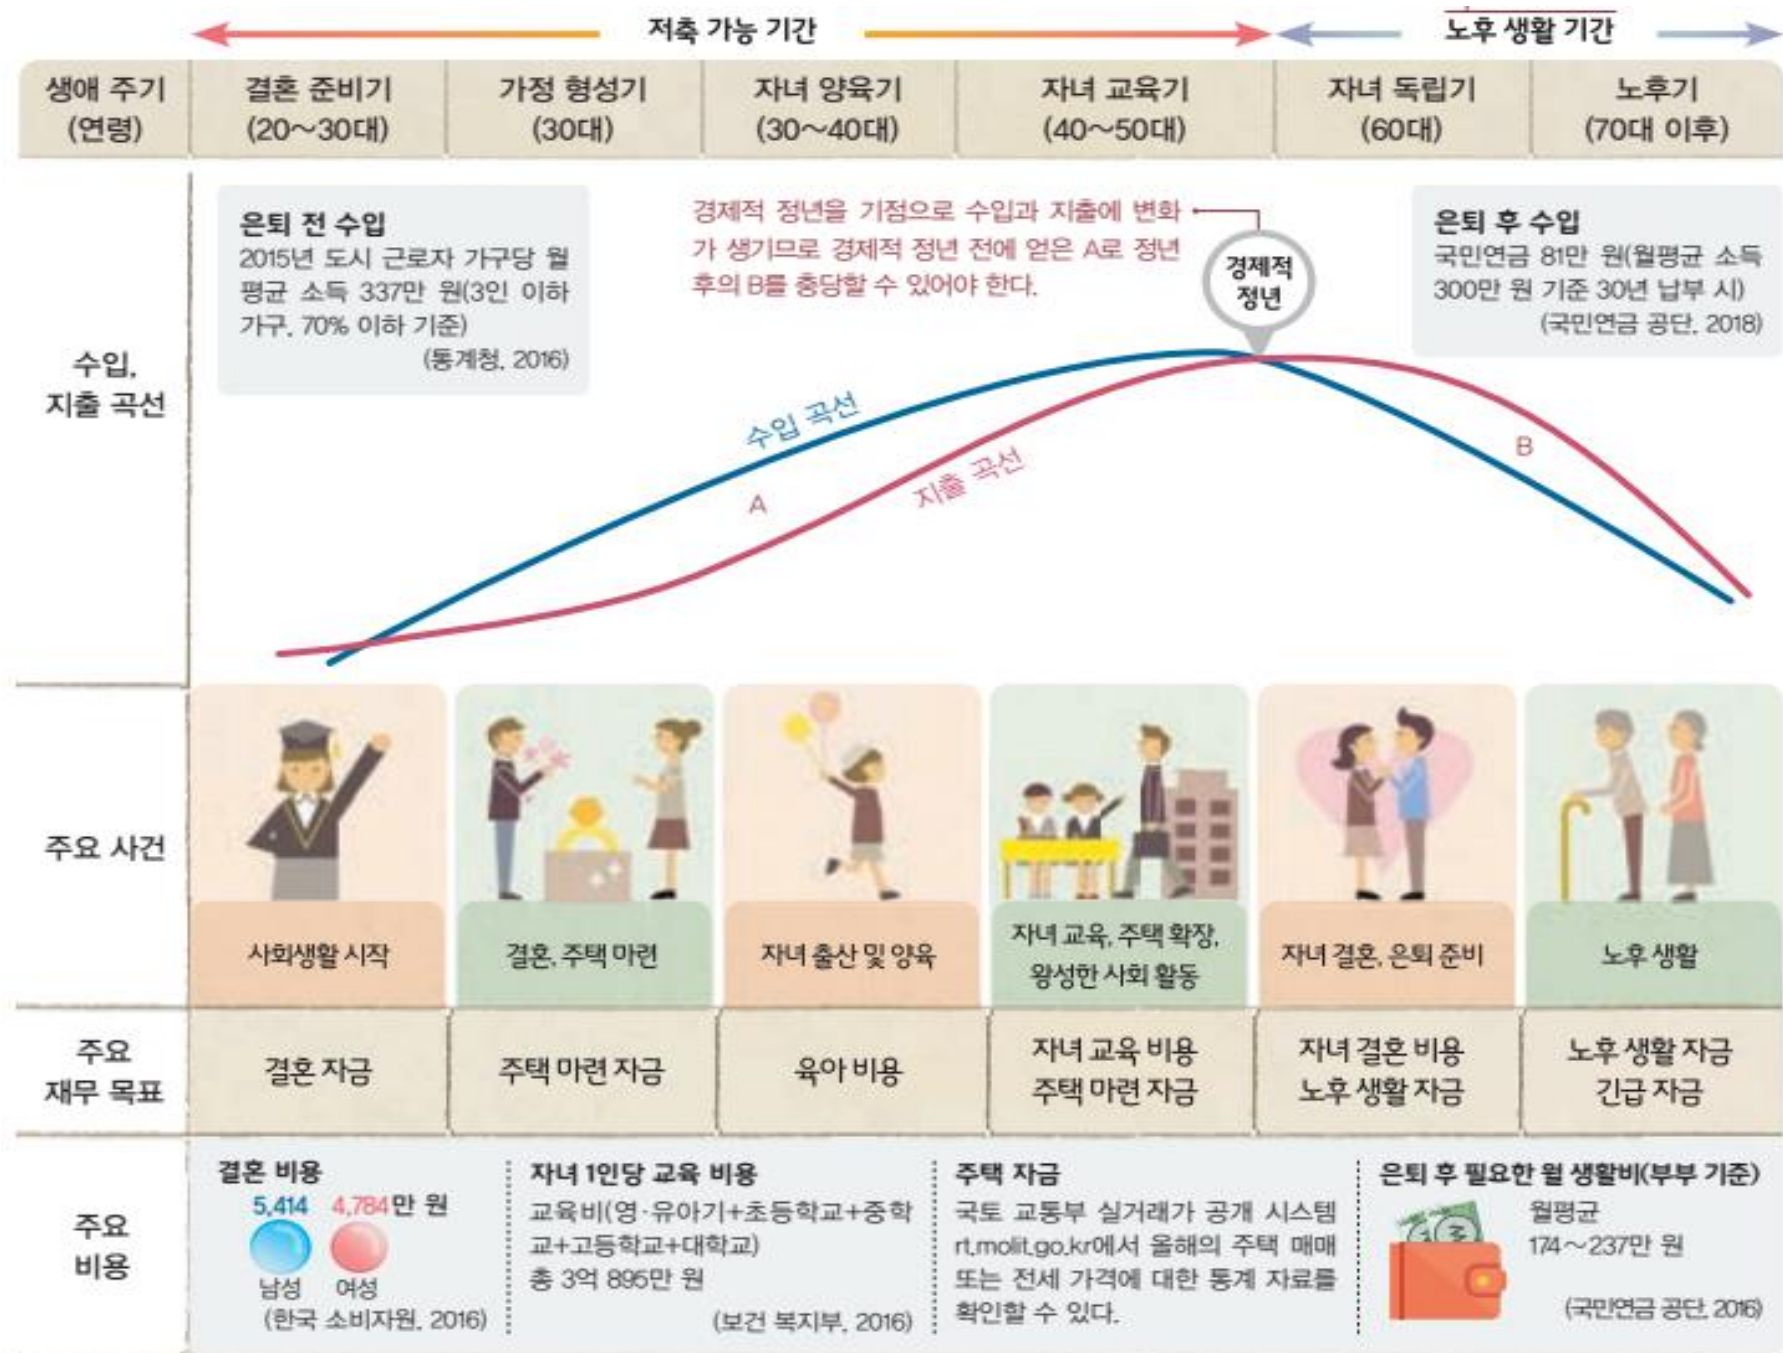 저축 가능 기간
노후 생활 기간
생애 주기
(연령)
결혼 준비기
(20~30대)
가정 형성기
(30대)
자녀 양육기
(30~40대)
자녀 교육기
(40~50대)
자녀 독립기
(60대)
노후기
(70대 이후)
수입,
지출 곡선
은퇴 전 수입
2015년 도시 근로자 가구당 월
평균 소득 337만 원(3인 이하
가구, 70% 이하 기준)
(통계청, 2016)
경제적 정년을 기점으로 수입과 지출에 변화
가 생기므로 경제적 정년 전에 얻은 A로 정년
후의 B를 충당할 수 있어야 한다.
경제적
정년
은퇴 후 수입
국민연금 81만 원(월평균 소득
300만 원 기준 30년 납부 시)
(국민연금 공단, 2018)
수입 곡선
지출 곡선
A
B
주요 사건
사회생활 시작
결혼, 주택 마련
자녀 출산 및 양육
자녀 교육, 주택 확장,
왕성한 사회 활동
자녀 결혼, 은퇴 준비
노후 생활
주요
재무 목표
결혼 자금
주택 마련 자금
육아 비용
자녀 교육 비용
주택 마련 자금
자녀 결혼 비용
노후 생활 자금
노후 생활 자금
긴급 자금
주요
비용
결혼 비용
5,414 4,784만 원
남성 여성
(한국 소비자원, 2016)
자녀 1인당 교육 비용
교육비(영·유아기+초등학교+중학
교+고등학교+대학교)
총 3억 895만 원
(보건 복지부, 2016)
주택 자금
국토 교통부 실거래가 공개 시스템
rt.molit.go.kr에서 올해의 주택 매매
또는 전세 가격에 대한 통계 자료를
확인할 수 있다.
은퇴 후 필요한 월 생활비(부부 기준)
월평균
174~237만 원
(국민연금 공단, 2016)